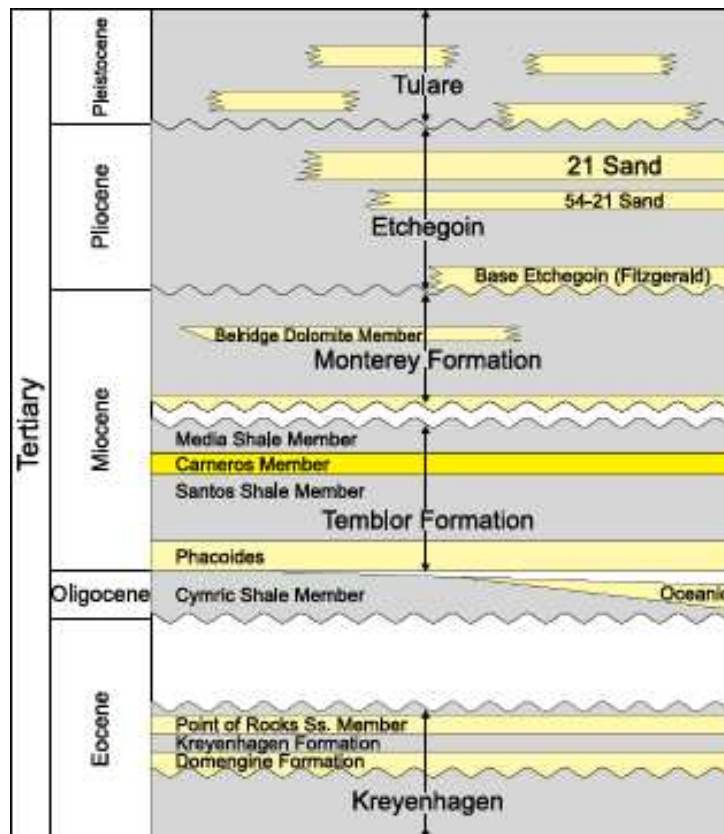 Tertiary
Pleistocene
Tulare
Pliocene
21 Sand
54-21 Sand
Etchegoin
Base Etchegoin (Fitzgerald)
Miocene
Belridge Dolomite Member
Monterey Formation
Media Shale Member
Carneros Member
Santos Shale Member
Temblor Formation
Phacoides
Oligocene
Cymric Shale Member
Oceanic
Eocene
Point of Rocks Ss. Member
Kreyenhagen Formation
Domengine Formation
Kreyenhagen